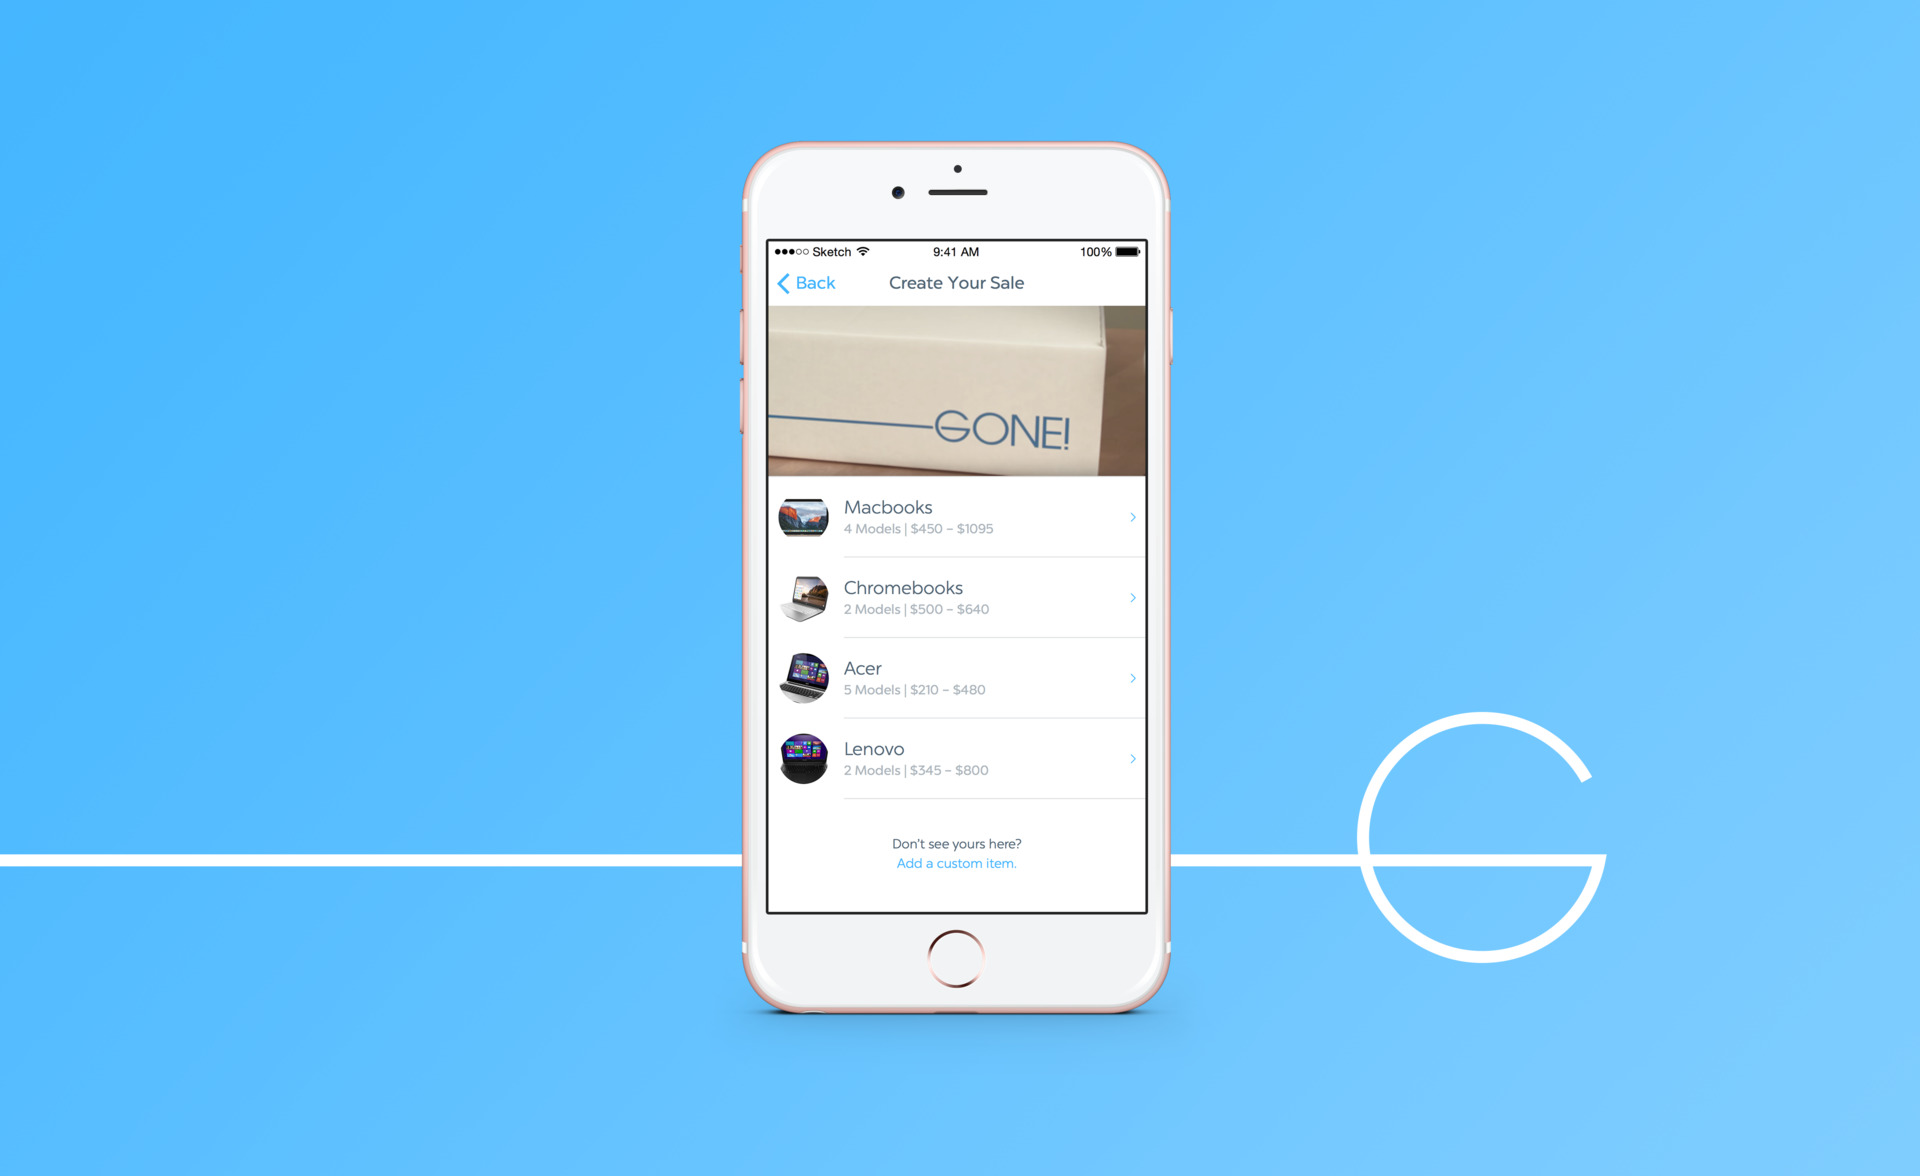 Sketch 9:41 AM 100%
Back Create Your Sale
GONE!
Macbooks
4 Models | $450 – $1095
Chromebooks
2 Models | $500 – $640
Acer
5 Models | $210 – $480
Lenovo
2 Models | $345 – $800
Don't see yours here?
Add a custom item.
G